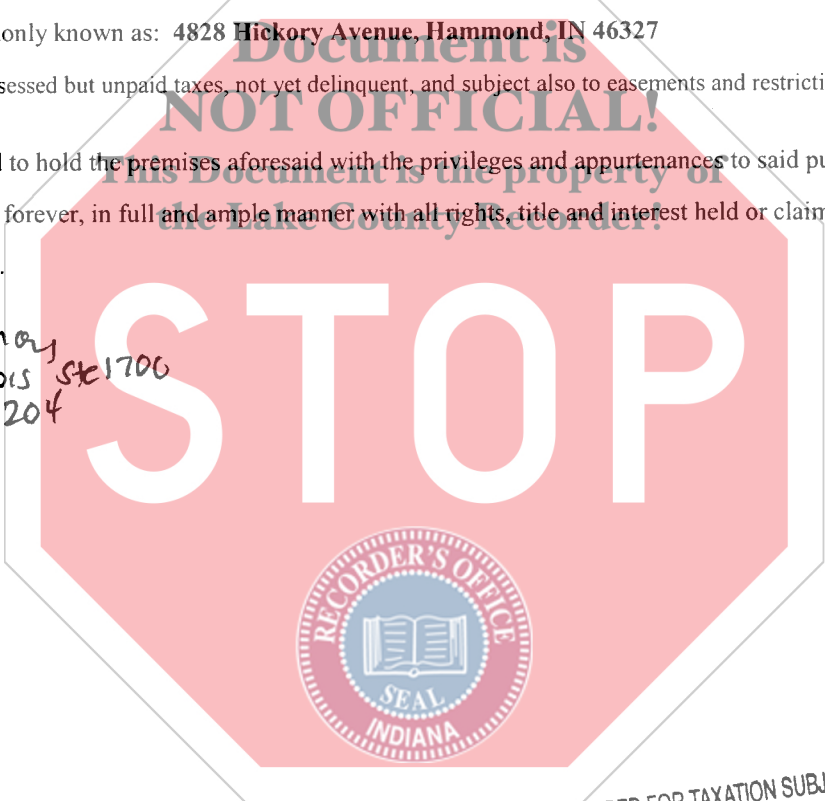 only known as: 4828 Hickory Avenue, Hammond, IN 46327
Document is
sessed but unpaid taxes, not yet delinquent, and subject also to easements and restricti
NOT OFFICIAL!
to hold the premises aforesaid with the privileges and appurtenances to said pu
This Document is the property of
forever, in full and ample manner with all rights, title and interest held or claim
the Lake County Recorder!
Ste 1700
204
STOP
RECORDER'S OFFICE
SEAL
INDIANA
FOR TAXATION SUBJ